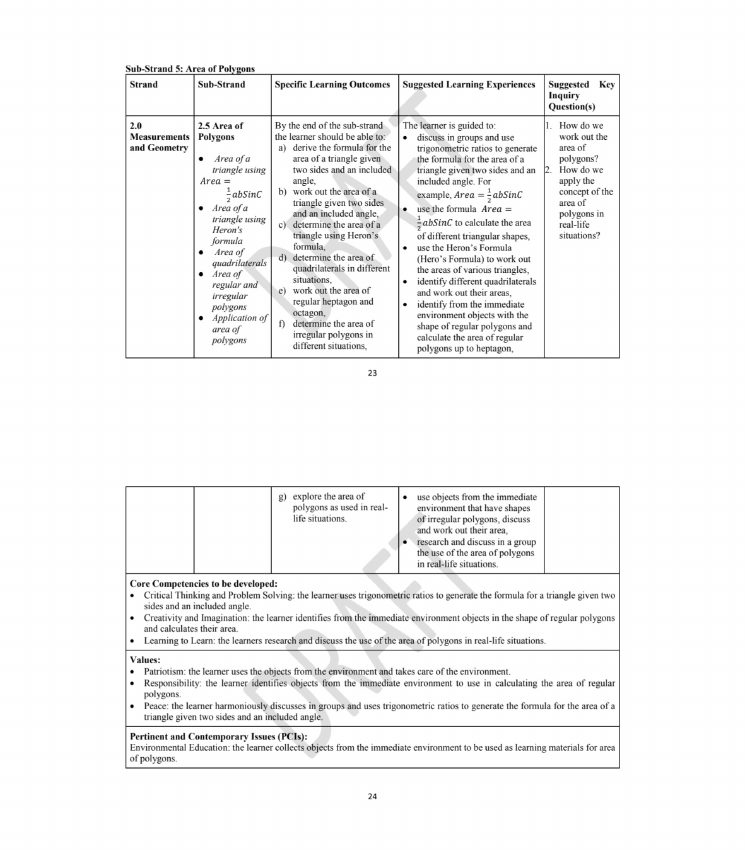 Sub-Strand 5: Area of Polygons
Strand
Sub-Strand
Specific Learning Outcomes
Suggested Learning Experiences
Suggested Key
Inquiry
Question(s)
2.0
Measurements
and Geometry
2.5 Area of
Polygons
● Area of a
triangle using
Area =
½abSinC
● Area of a
triangle using
Heron's
formula
● Area of
quadrilaterals
● Area of
regular and
irregular
polygons
● Application of
area of
polygons
By the end of the sub-strand
the learner should be able to:
a) derive the formula for the
area of a triangle given
two sides and an included
angle,
b) work out the area of a
triangle given two sides
and an included angle,
c) determine the area of a
triangle using Heron's
formula,
d) determine the area of
quadrilaterals in different
situations,
e) work out the area of
regular heptagon and
octagon,
f) determine the area of
irregular polygons in
different situations,
The learner is guided to:
● discuss in groups and use
trigonometric ratios to generate
the formula for the area of a
triangle given two sides and an
included angle. For
example, Area = ½abSinC
● use the formula Area =
½abSinC to calculate the area
of different triangular shapes,
● use the Heron's Formula
(Hero's Formula) to work out
the areas of various triangles,
● identify different quadrilaterals
and work out their areas,
● identify from the immediate
environment objects with the
shape of regular polygons and
calculate the area of regular
polygons up to heptagon,
1. How do we
work out the
area of
polygons?
2. How do we
apply the
concept of the
area of
polygons in
real-life
situations?
DRAFT
23
g) explore the area of
polygons as used in real-
life situations.
● use objects from the immediate
environment that have shapes
of irregular polygons, discuss
and work out their area,
● research and discuss in a group
the use of the area of polygons
in real-life situations.
Core Competencies to be developed:
● Critical Thinking and Problem Solving: the learner uses trigonometric ratios to generate the formula for a triangle given two
sides and an included angle.
● Creativity and Imagination: the learner identifies from the immediate environment objects in the shape of regular polygons
and calculates their area.
● Learning to Learn: the learners research and discuss the use of the area of polygons in real-life situations.
Values:
● Patriotism: the learner uses the objects from the environment and takes care of the environment.
● Responsibility: the learner identifies objects from the immediate environment to use in calculating the area of regular
polygons.
● Peace: the learner harmoniously discusses in groups and uses trigonometric ratios to generate the formula for the area of a
triangle given two sides and an included angle.
Pertinent and Contemporary Issues (PCIs):
Environmental Education: the learner collects objects from the immediate environment to be used as learning materials for area
of polygons.
DRAFT
24